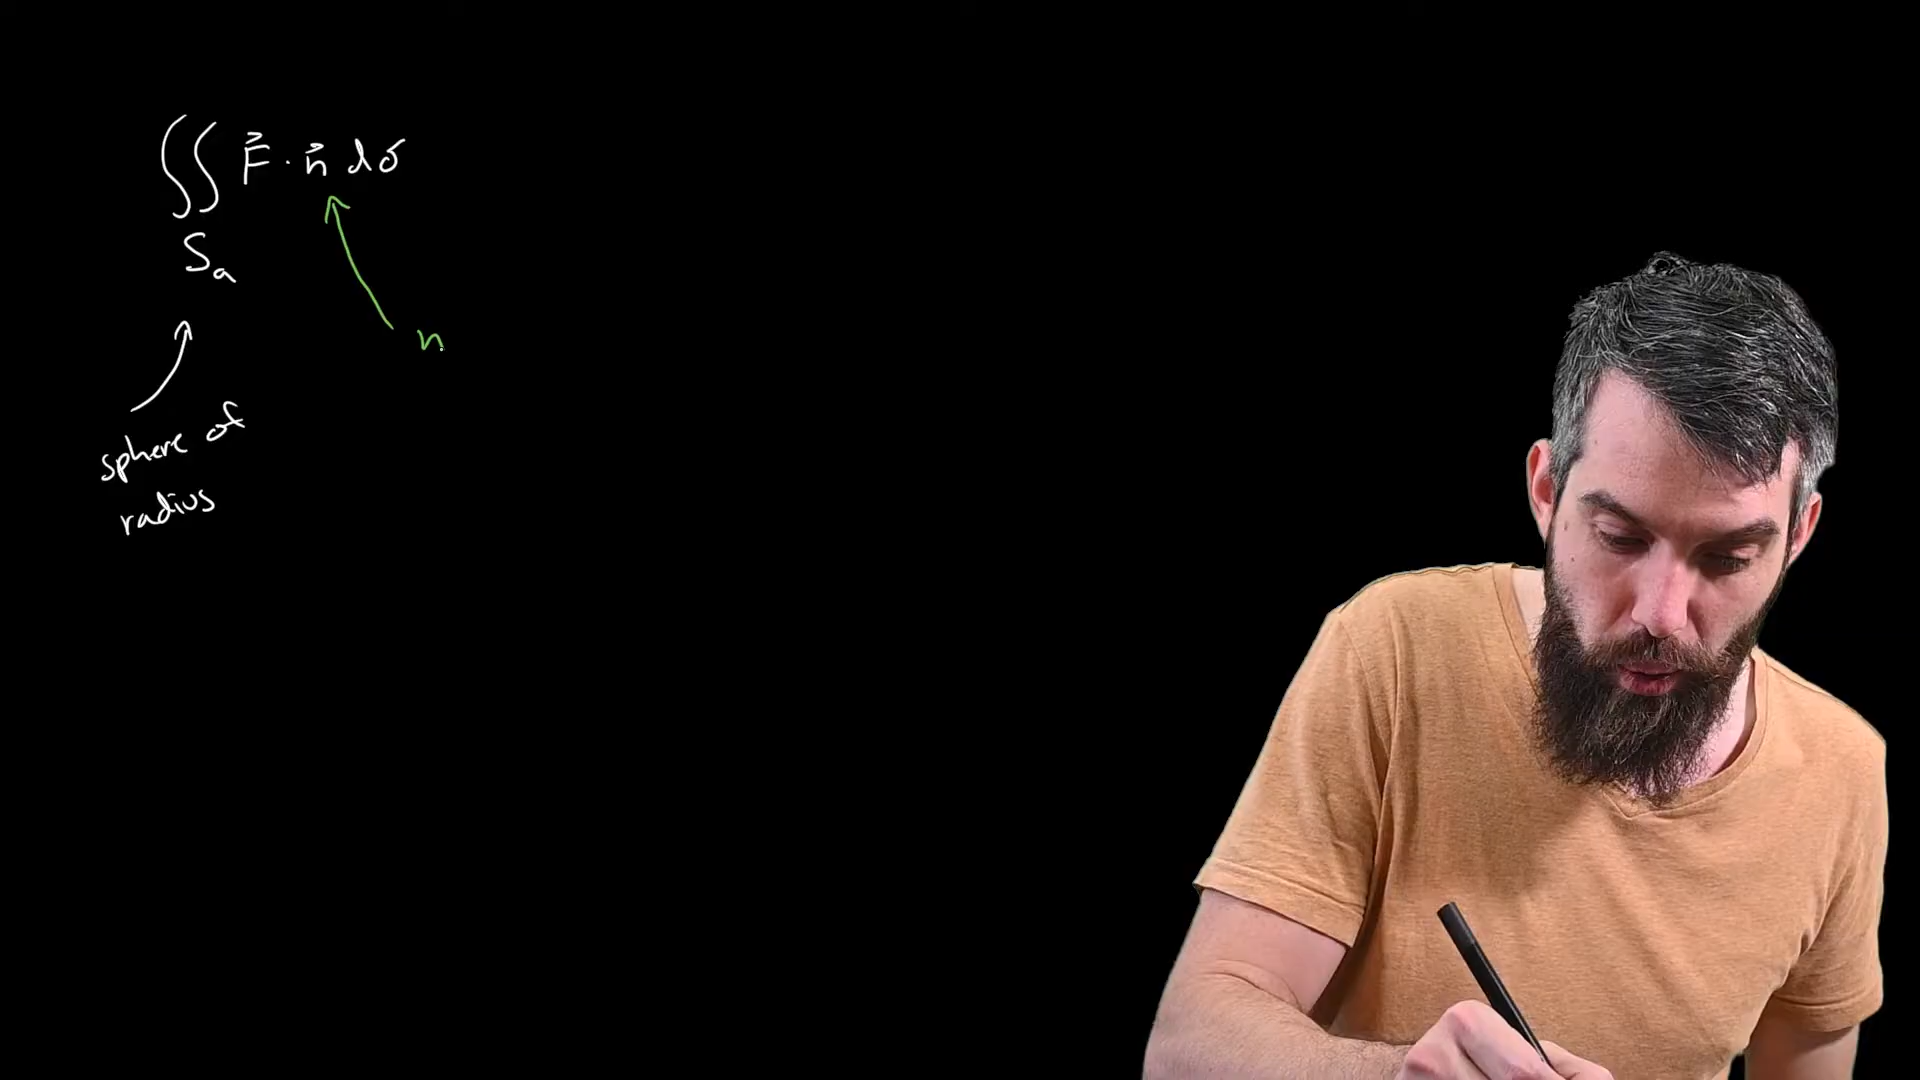 ∬ F⃗ · n⃗ dσ
Sₐ
n
sphere of
radius